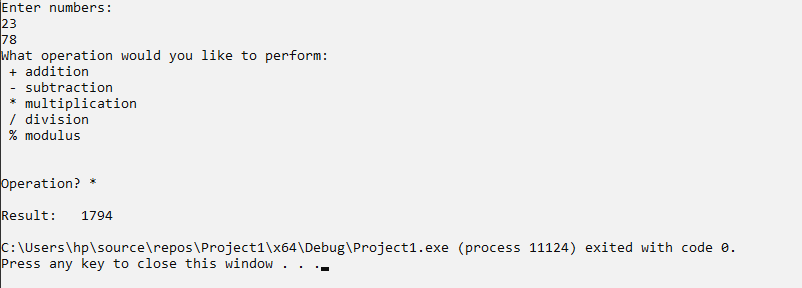 Enter numbers:
23
78
What operation would you like to perform:
 + addition
 - subtraction
 * multiplication
 / division
 % modulus
Operation? *
Result:   1794
C:\Users\hp\source\repos\Project1\x64\Debug\Project1.exe (process 11124) exited with code 0.
Press any key to close this window . . .